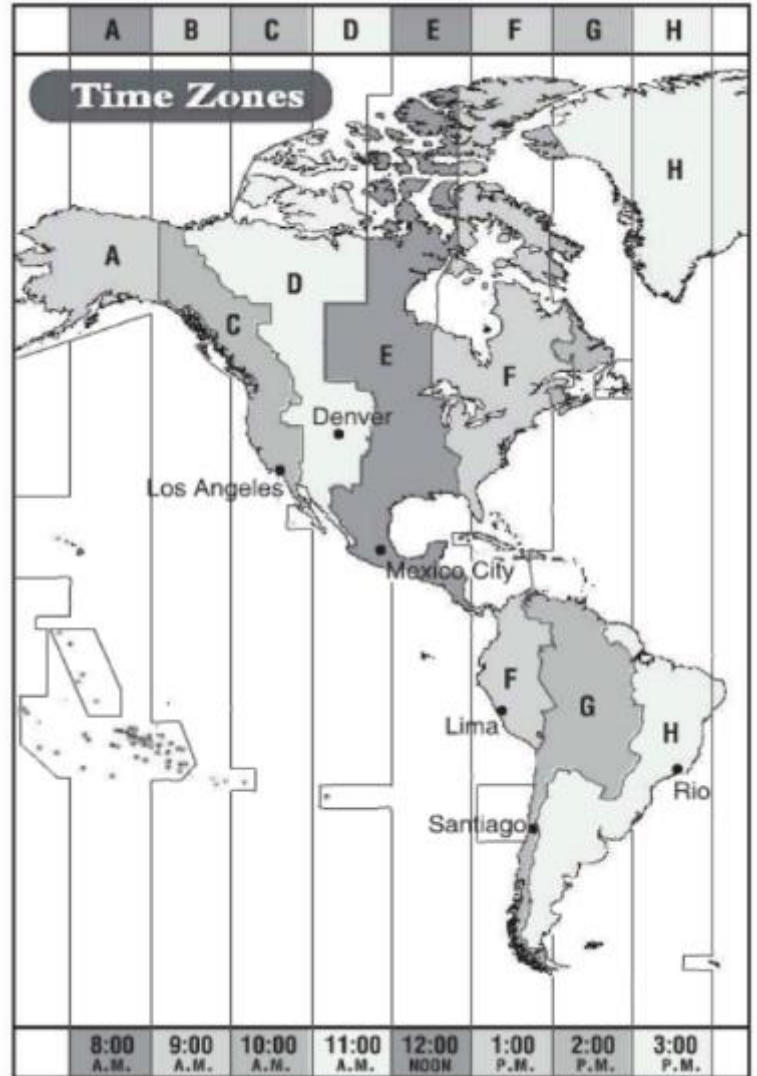 A B C D E F G H
Time Zones
H
A
D
C
E
F
Denver
Los Angeles
Mexico City
F
G
H
Lima
Rio
Santiago
8:00 9:00 10:00 11:00 12:00 1:00 2:00 3:00
A.M. A.M. A.M. A.M. NOON P.M. P.M. P.M.